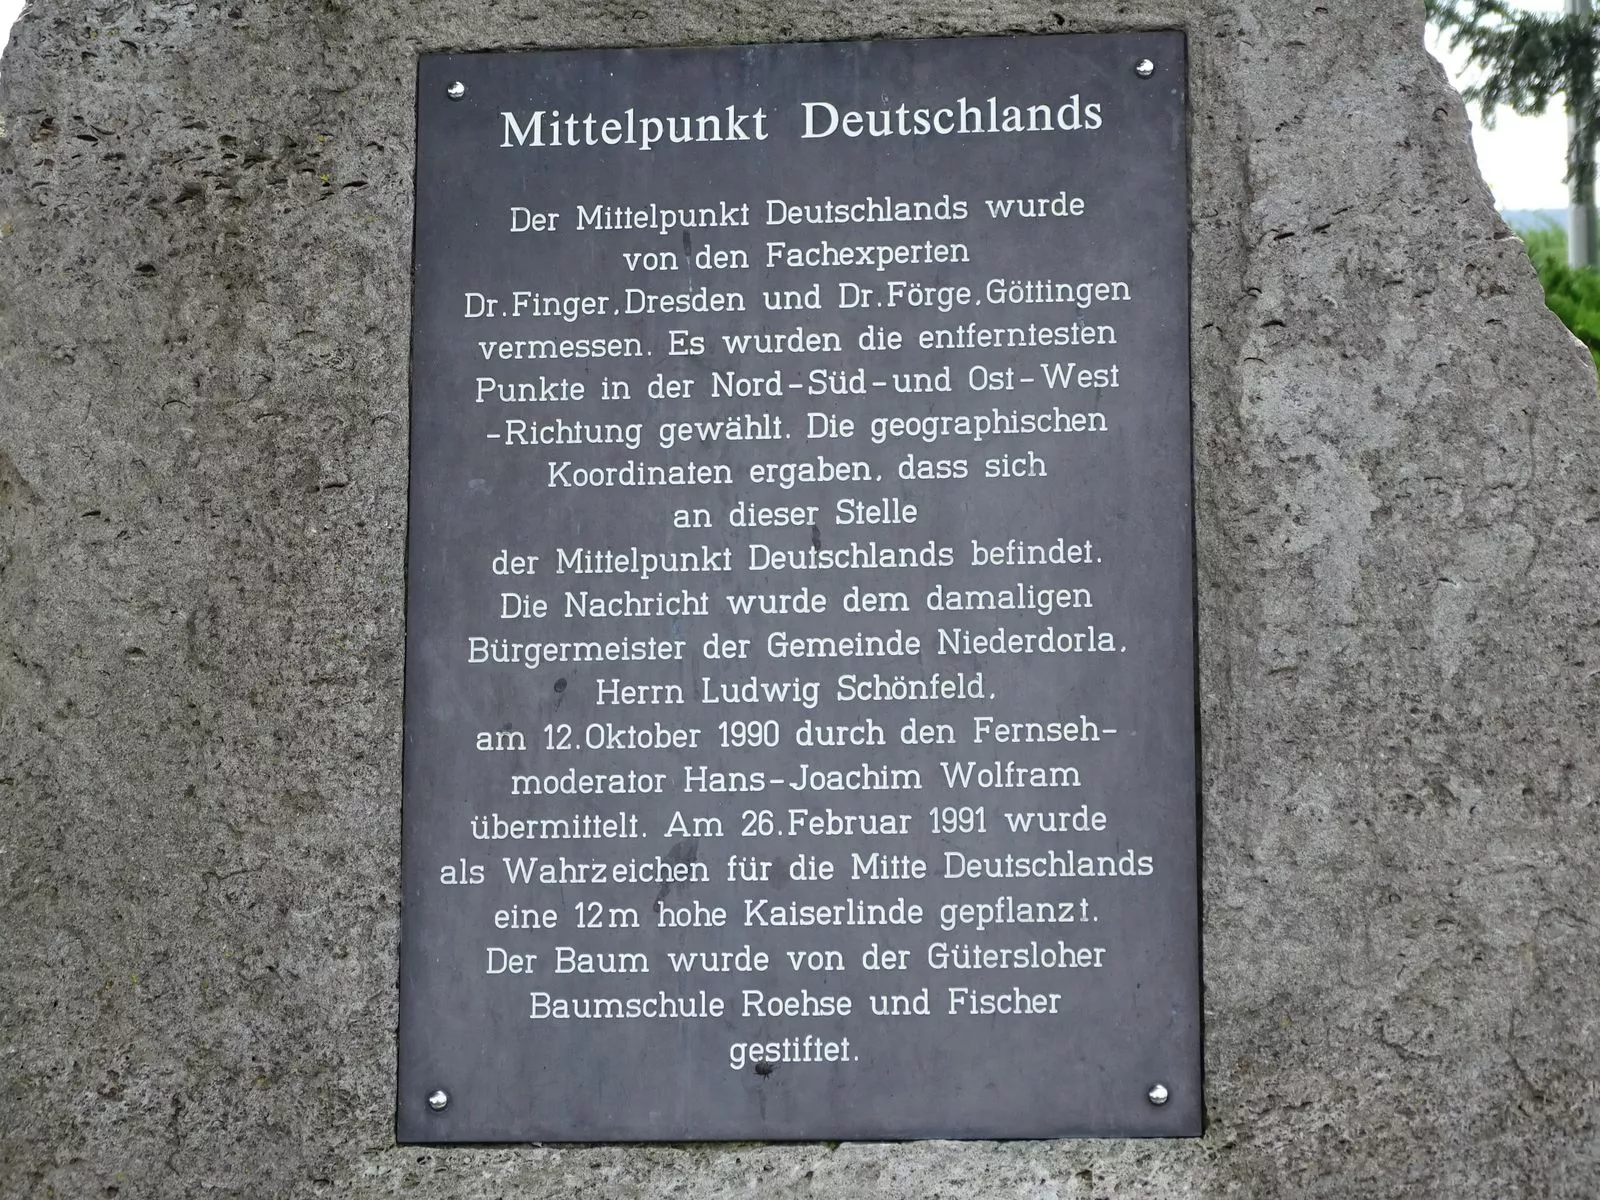 Mittelpunkt Deutschlands
Der Mittelpunkt Deutschlands wurde
von den Fachexperten
Dr.Finger,Dresden und Dr.Förge,Göttingen
vermessen. Es wurden die entferntesten
Punkte in der Nord-Süd-und Ost-West
-Richtung gewählt. Die geographischen
Koordinaten ergaben, dass sich
an dieser Stelle
der Mittelpunkt Deutschlands befindet.
Die Nachricht wurde dem damaligen
Bürgermeister der Gemeinde Niederdorla,
Herrn Ludwig Schönfeld,
am 12.Oktober 1990 durch den Fernseh-
moderator Hans-Joachim Wolfram
übermittelt. Am 26.Februar 1991 wurde
als Wahrzeichen für die Mitte Deutschlands
eine 12m hohe Kaiserlinde gepflanzt.
Der Baum wurde von der Gütersloher
Baumschule Roehse und Fischer
gestiftet.